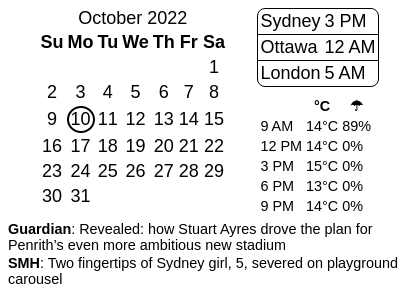 October 2022
Su Mo Tu We Th Fr Sa
1
2 3 4 5 6 7 8
9 10 11 12 13 14 15
16 17 18 19 20 21 22
23 24 25 26 27 28 29
30 31
Sydney 3 PM
Ottawa 12 AM
London 5 AM
°C ☂
9 AM 14°C 89%
12 PM 14°C 0%
3 PM 15°C 0%
6 PM 13°C 0%
9 PM 14°C 0%
Guardian: Revealed: how Stuart Ayres drove the plan for
Penrith’s even more ambitious new stadium
SMH: Two fingertips of Sydney girl, 5, severed on playground
carousel